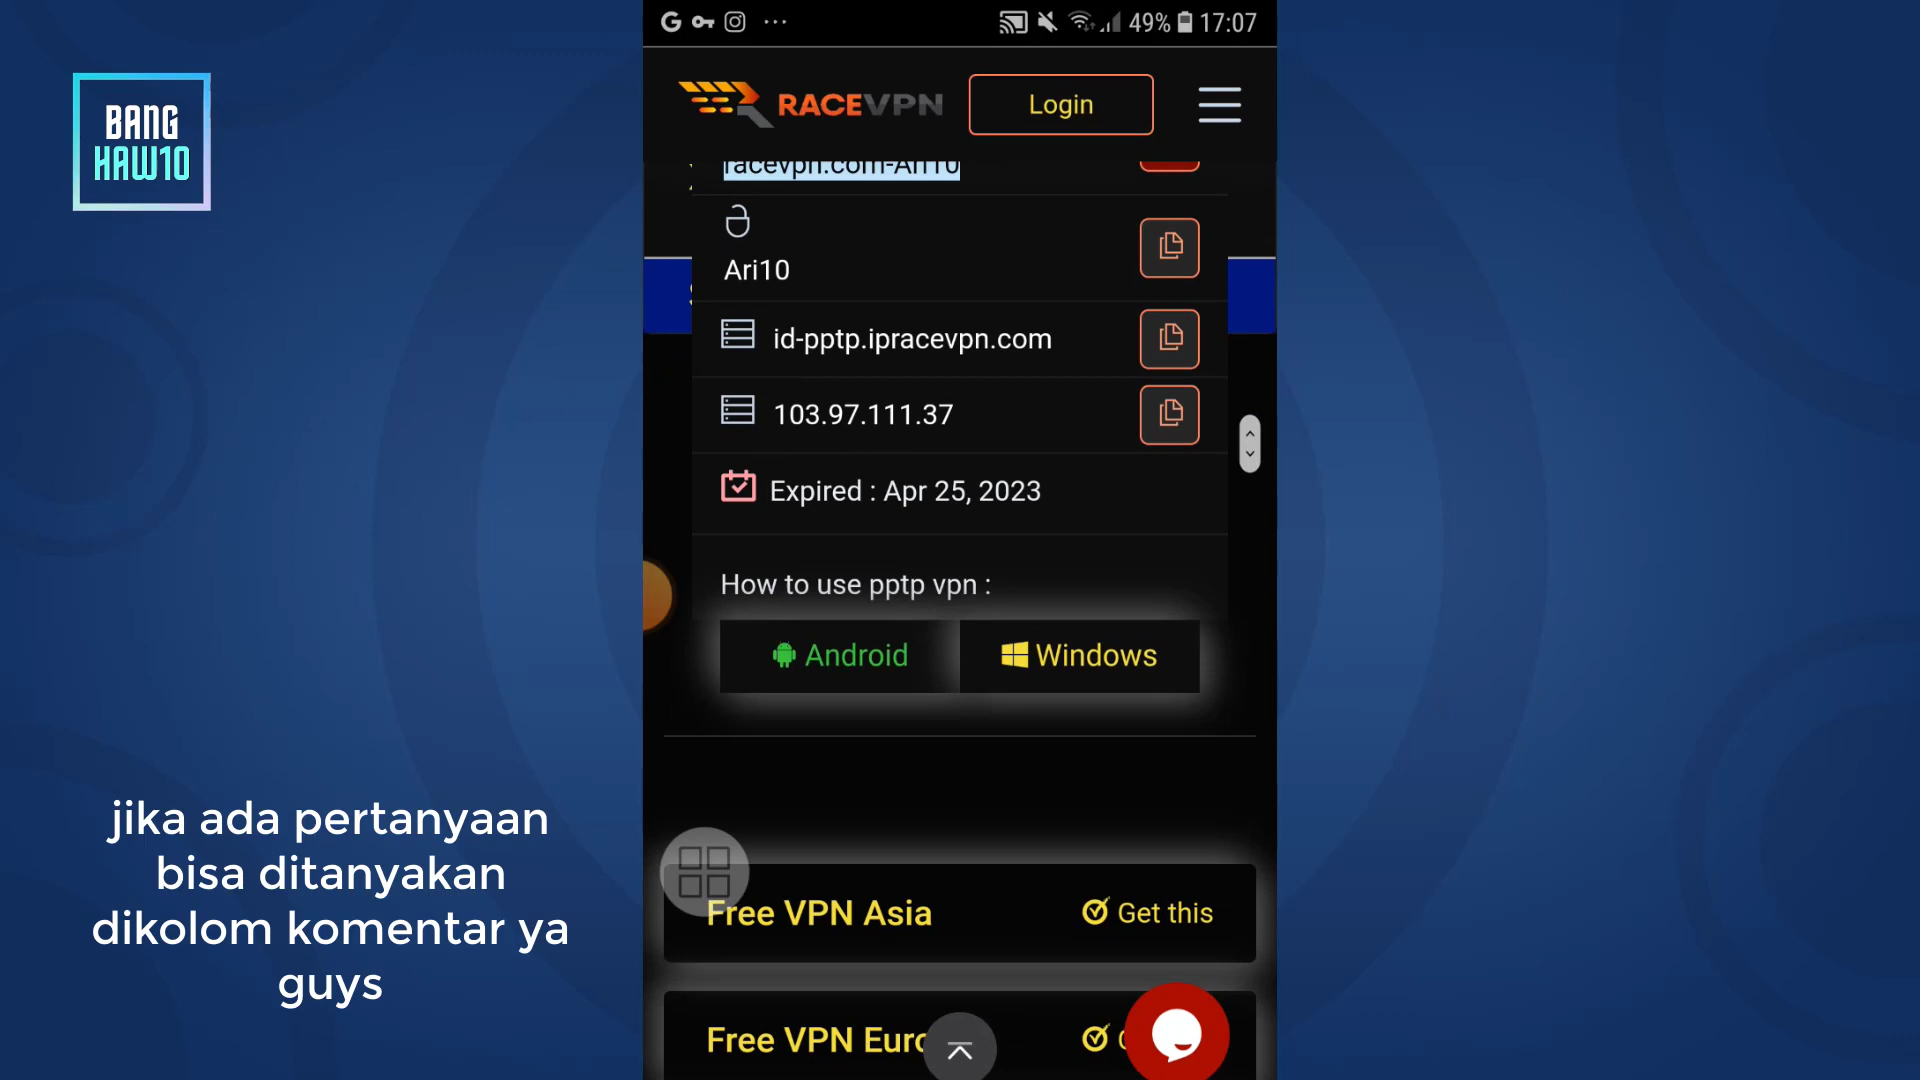 G 49% 17:07
BANG
HAW10
RACEVPN
Login
racevpn.com-Ari10
Ari10
id-pptp.ipracevpn.com
103.97.111.37
Expired : Apr 25, 2023
How to use pptp vpn :
Android
Windows
Free VPN Asia
Get this
Free VPN Euro
jika ada pertanyaan
bisa ditanyakan
dikolom komentar ya
guys